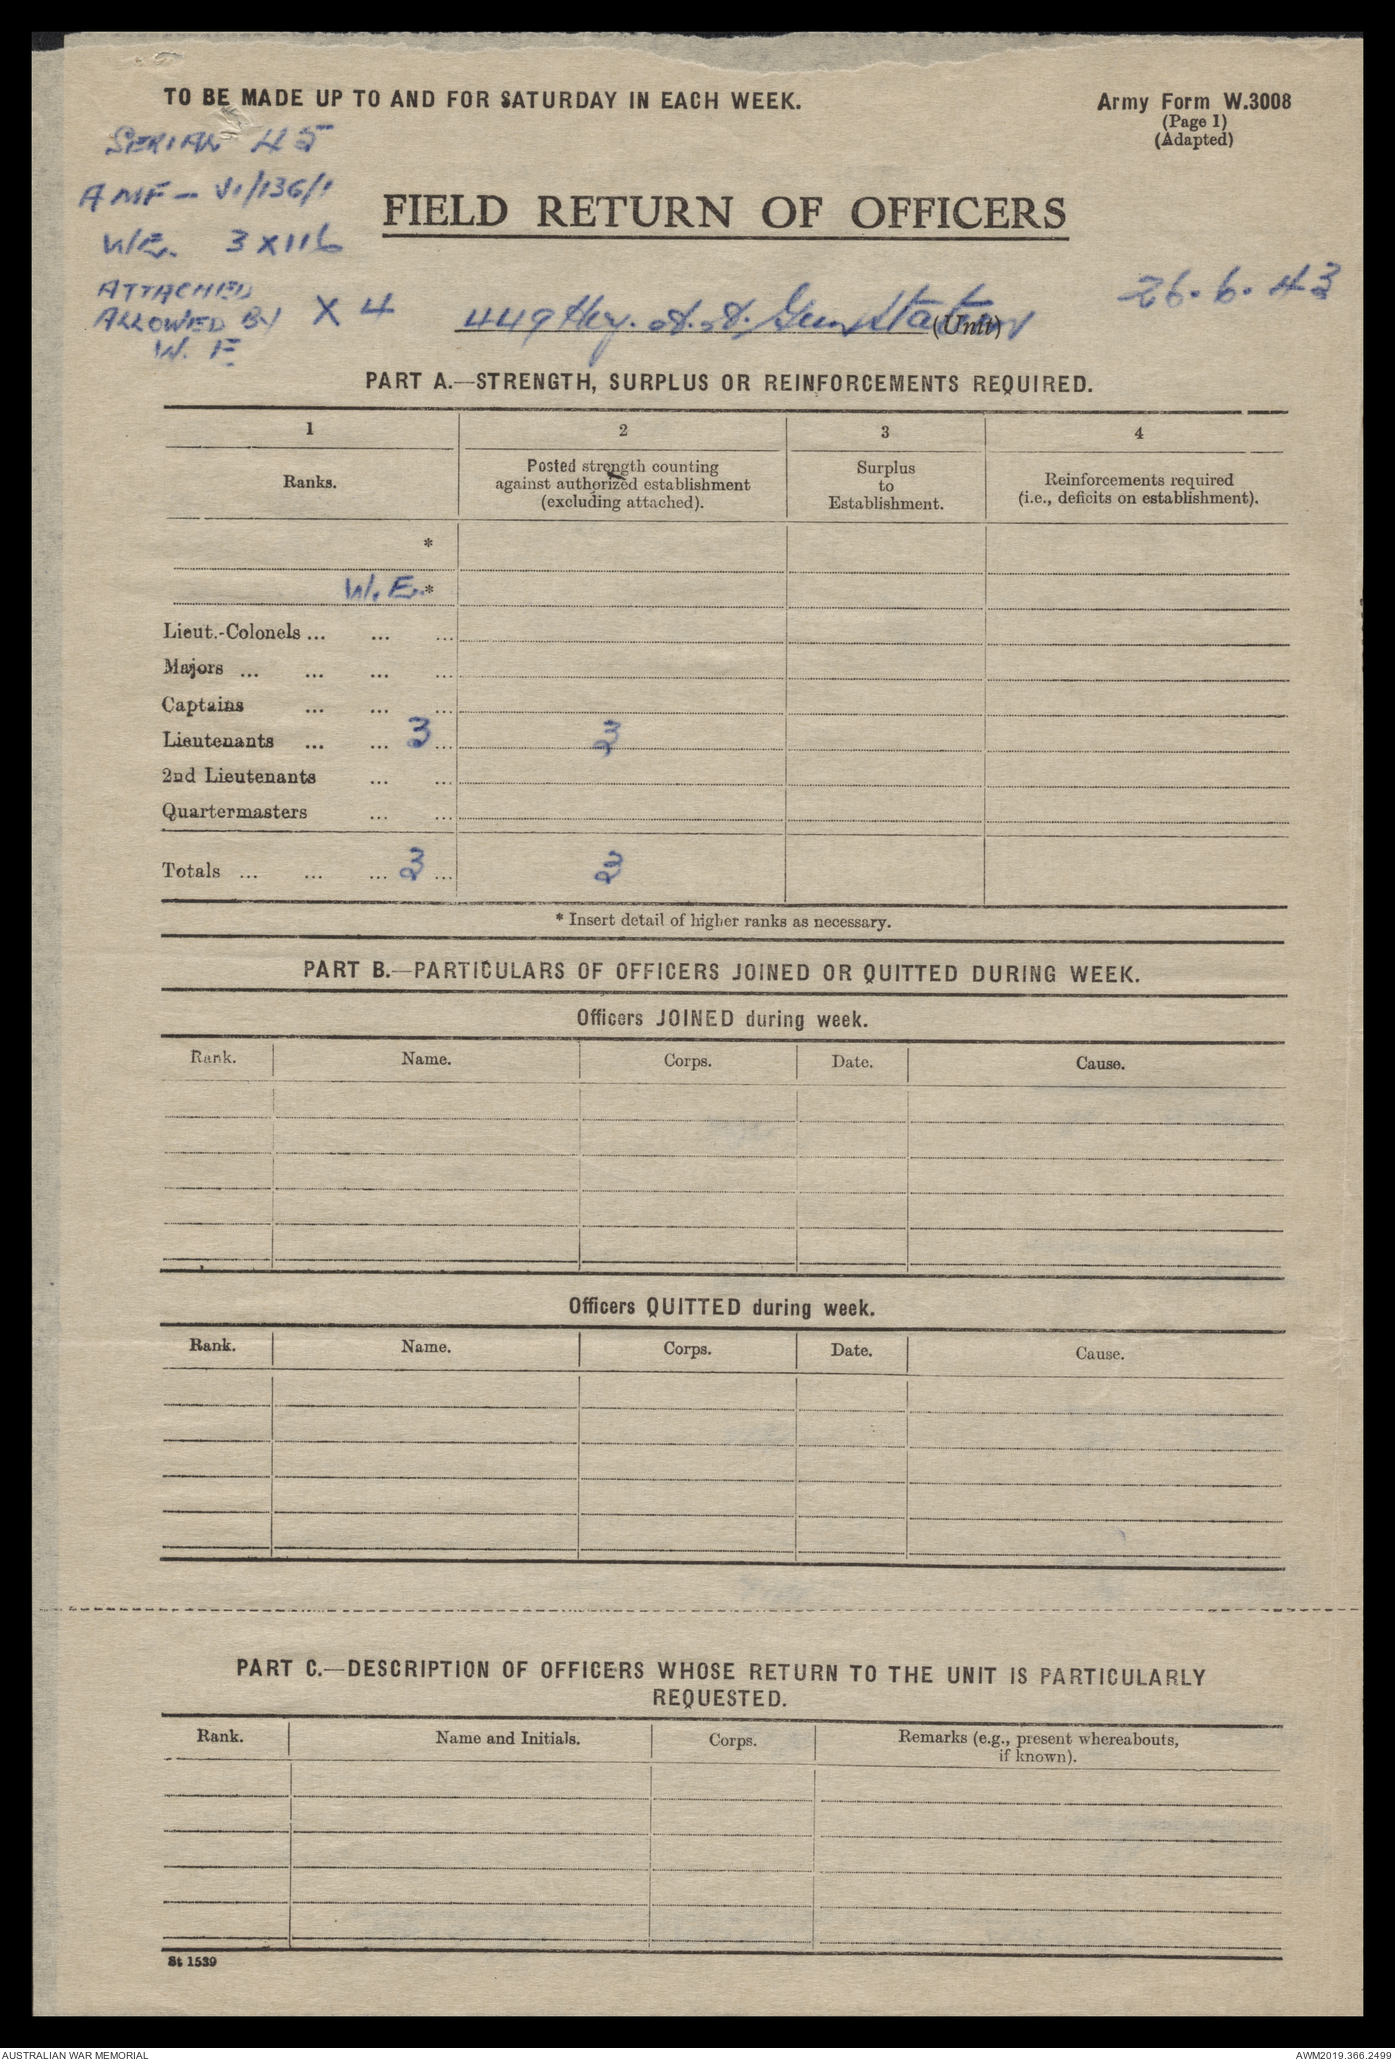 TO BE MADE UP TO AND FOR SATURDAY IN EACH WEEK.
Army Form W.3008
(Page 1)
(Adapted)
SERIAL 45
AMF - VI/136/1
W/E. 3 X 116
ATTACHED
ALLOWED BY X 4
W. E
FIELD RETURN OF OFFICERS
26.6.43
449 Hvy. A.A. Gun Station (Unit)
PART A.—STRENGTH, SURPLUS OR REINFORCEMENTS REQUIRED.
1 2 3 4
Ranks.
Posted strength counting
against authorized establishment
(excluding attached).
Surplus
to
Establishment.
Reinforcements required
(i.e., deficits on establishment).
*
W.E.*
Lieut.-Colonels ... ... ...
Majors ... ... ... ...
Captains ... ... ...
Lieutenants ... ... 3 ... 3
2nd Lieutenants ... ...
Quartermasters ... ...
Totals ... ... ... 3 ... 3
* Insert detail of higher ranks as necessary.
PART B.—PARTICULARS OF OFFICERS JOINED OR QUITTED DURING WEEK.
Officers JOINED during week.
Rank. Name. Corps. Date. Cause.
Officers QUITTED during week.
Rank. Name. Corps. Date. Cause.
PART C.—DESCRIPTION OF OFFICERS WHOSE RETURN TO THE UNIT IS PARTICULARLY
REQUESTED.
Rank. Name and Initials. Corps. Remarks (e.g., present whereabouts,
if known).
St 1539
AUSTRALIAN WAR MEMORIAL
AWM2019.366.2499